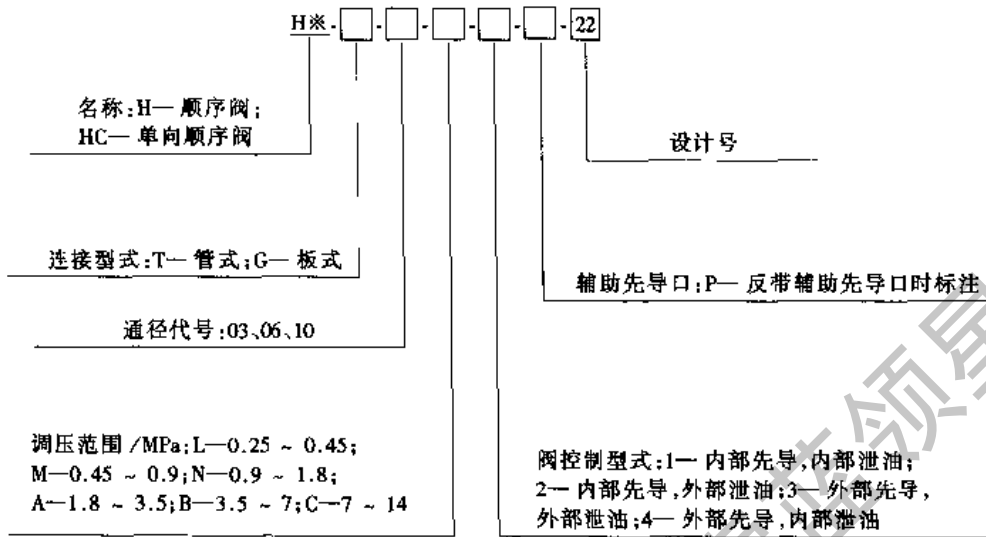 H※-□-□-□-□-□-22
名称:H—顺序阀;
HC—单向顺序阀
设计号
连接型式:T—管式;G—板式
辅助先导口:P—反带辅助先导口时标注
通径代号:03、06、10
调压范围/MPa;L—0.25~0.45;
M—0.45~0.9;N—0.9~1.8;
A—1.8~3.5;B—3.5~7;C—7~14
阀控制型式:1—内部先导,内部泄油;
2—内部先导,外部泄油;3—外部先导,
外部泄油;4—外部先导,内部泄油
蓝领星